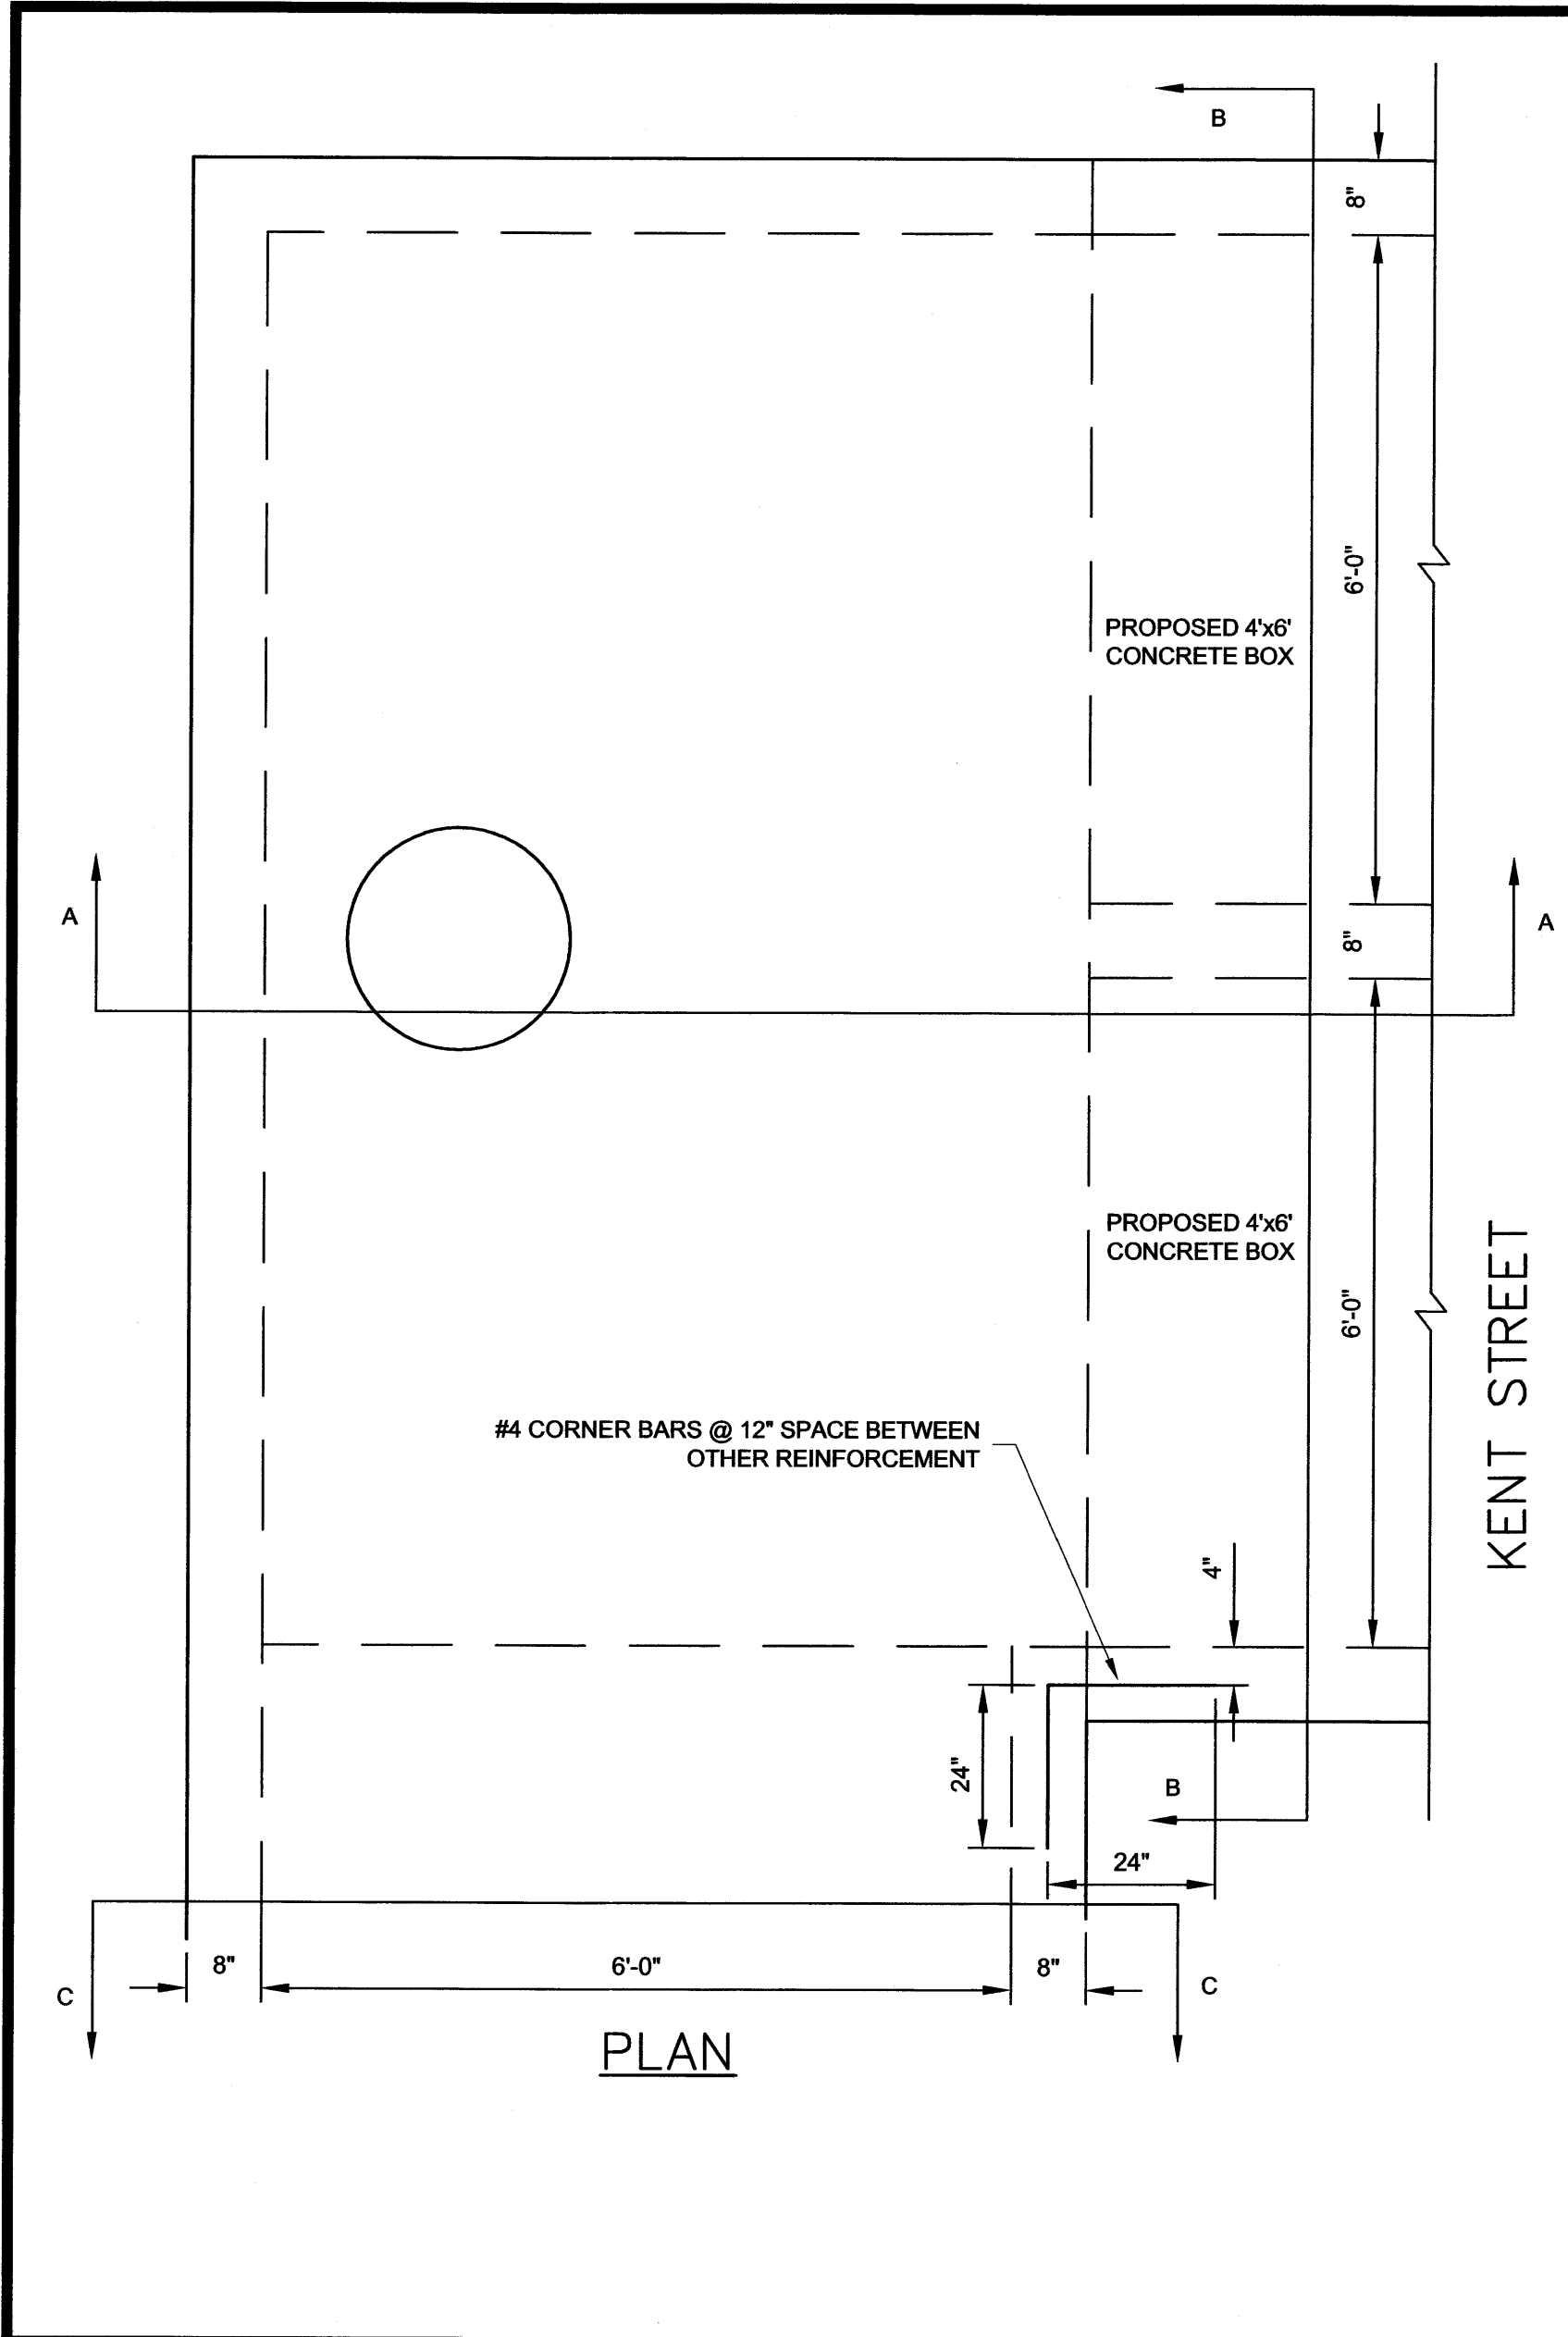 B
8"
6'-0"
PROPOSED 4'x6'
CONCRETE BOX
A
A
8"
PROPOSED 4'x6'
CONCRETE BOX
6'-0"
KENT STREET
#4 CORNER BARS @ 12" SPACE BETWEEN
OTHER REINFORCEMENT
4"
24"
B
24"
8"
6'-0"
8"
C
C
PLAN